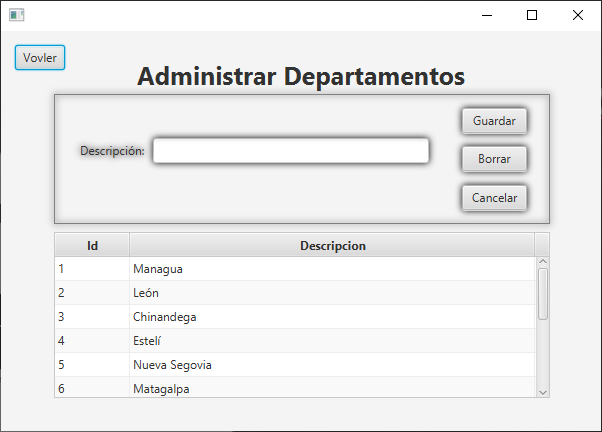 Vovler
Administrar Departamentos
Descripción:
Guardar
Borrar
Cancelar
Id Descripcion
1 Managua
2 León
3 Chinandega
4 Estelí
5 Nueva Segovia
6 Matagalpa